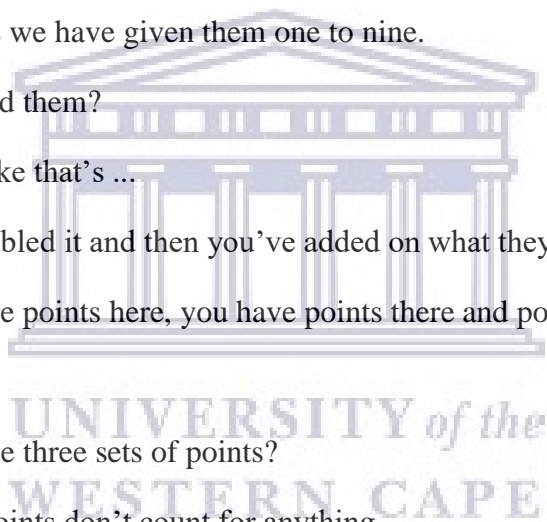 we have given them one to nine.
d them?
ke that's ...
bled it and then you've added on what they
e points here, you have points there and po
UNIVERSITY of the
e three sets of points?
WESTERN CAPE
oints don't count for anything